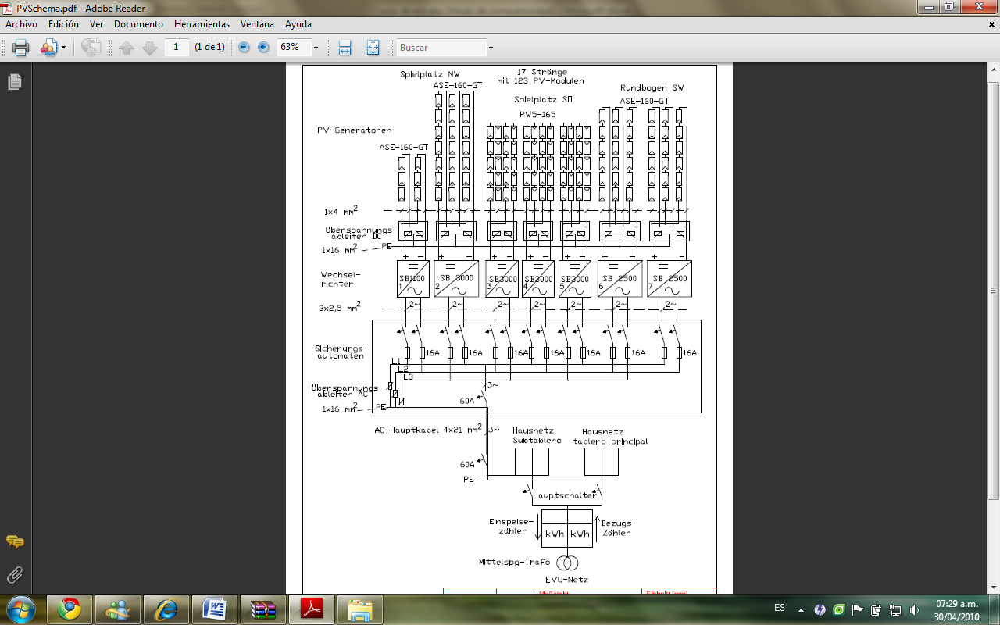 PVSchema.pdf - Adobe Reader
Archivo Edición Ver Documento Herramientas Ventana Ayuda
1 (1 de 1) 63% Buscar
Spielplatz NW
17 Stränge
mit 123 PV-Modulen
ASE-160-GT
Rundbogen SW
Spielplatz SO
ASE-160-GT
PW5-165
PV-Generatoren
ASE-160-GT
1x4 mm2
Überspannungs-
ableiter DC
1x16 mm2 PE
+ - + - + - + - + - + - + -
Wechsel-
richter
SB1100 SB 3000 SB3000 SB3000 SB3000 SB 2500 SB 2500
1 2 3 4 5 6 7
3x2,5 mm2
2~ 2~ 2~ 2~ 2~ 2~ 2~
Sicherungs-
automaten
16A 16A 16A 16A 16A 16A 16A
L1
L2
L3
Überspannungs-
ableiter AC
3~
60A
1x16 mm2 PE
AC-Hauptkabel 4x21 mm2 3~
Hausnetz
Subtablero
Hausnetz
tablero principal
60A
PE
Hauptschalter
Einspeise-
zähler
kWh kWh
Bezugs-
Zähler
Mittelspg-Trafo
EVU-Netz
ES
07:29 a.m.
30/04/2010